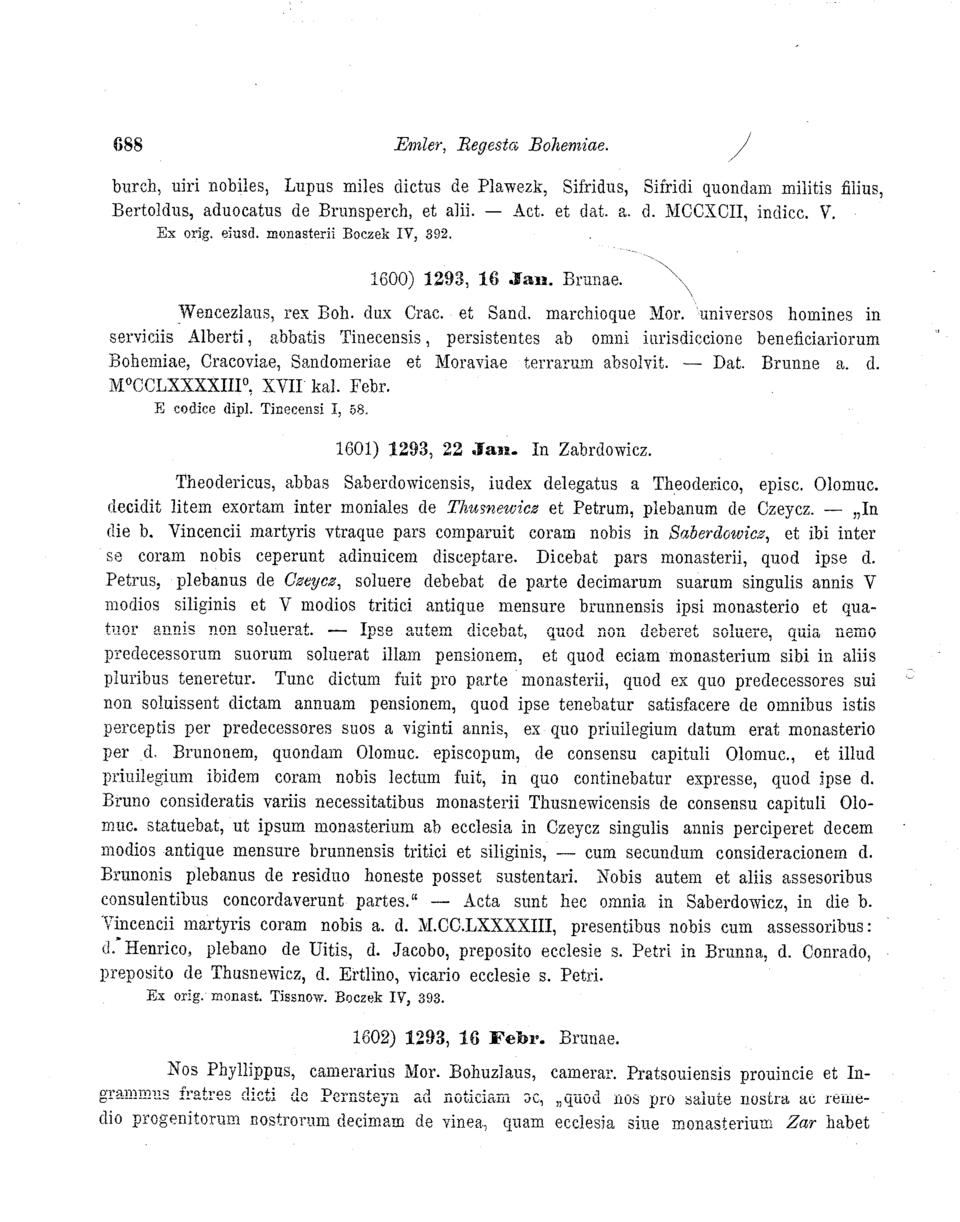 688 Emler, Regesta Bohemiae.
burch, uiri nobiles, Lupus miles dictus de Plawezk, Sifridus, Sifridi quondam militis filius,
Bertoldus, aduocatus de Brunsperch, et alii. — Act. et dat. a. d. MCCXCII, indicc. V.
Ex orig. eiusd. monasterii Boczek IV, 392.
1600) 1293, 16 Jan. Brunae.
Wencezlaus, rex Boh. dux Crac. et Sand. marchioque Mor. universos homines in
serviciis Alberti, abbatis Tinecensis, persistentes ab omni iurisdiccione beneficiariorum
Bohemiae, Cracoviae, Sandomeriae et Moraviae terrarum absolvit. — Dat. Brunne a. d.
M⁰CCLXXXXIII⁰, XVII kal. Febr.
E codice dipl. Tinecensi I, 58.
1601) 1293, 22 Jan. In Zabrdowicz.
Theodericus, abbas Saberdowicensis, iudex delegatus a Theoderico, episc. Olomuc.
decidit litem exortam inter moniales de Thusnewicz et Petrum, plebanum de Czeycz. — „In
die b. Vincencii martyris vtraque pars comparuit coram nobis in Saberdowicz, et ibi inter
se coram nobis ceperunt adinuicem disceptare. Dicebat pars monasterii, quod ipse d.
Petrus, plebanus de Czeycz, soluere debebat de parte decimarum suarum singulis annis V
modios siliginis et V modios tritici antique mensure brunnensis ipsi monasterio et qua-
tuor annis non soluerat. — Ipse autem dicebat, quod non deberet soluere, quia nemo
predecessorum suorum soluerat illam pensionem, et quod eciam monasterium sibi in aliis
pluribus teneretur. Tunc dictum fuit pro parte monasterii, quod ex quo predecessores sui
non soluissent dictam annuam pensionem, quod ipse tenebatur satisfacere de omnibus istis
perceptis per predecessores suos a viginti annis, ex quo priuilegium datum erat monasterio
per d. Brunonem, quondam Olomuc. episcopum, de consensu capituli Olomuc., et illud
priuilegium ibidem coram nobis lectum fuit, in quo continebatur expresse, quod ipse d.
Bruno consideratis variis necessitatibus monasterii Thusnewicensis de consensu capituli Olo-
muc. statuebat, ut ipsum monasterium ab ecclesia in Czeycz singulis annis perciperet decem
modios antique mensure brunnensis tritici et siliginis, — cum secundum consideracionem d.
Brunonis plebanus de residuo honeste posset sustentari. Nobis autem et aliis assesoribus
consulentibus concordaverunt partes.“ — Acta sunt hec omnia in Saberdowicz, in die b.
Vincencii martyris coram nobis a. d. M.CC.LXXXXIII, presentibus nobis cum assessoribus:
d. Henrico, plebano de Uitis, d. Jacobo, preposito ecclesie s. Petri in Brunna, d. Conrado,
preposito de Thusnewicz, d. Ertlino, vicario ecclesie s. Petri.
Ex orig. monast. Tissnow. Boczek IV, 393.
1602) 1293, 16 Febr. Brunae.
Nos Phyllippus, camerarius Mor. Bohuzlaus, camerar. Pratsouiensis prouincie et In-
grammus fratres dicti de Pernsteyn ad noticiam ɔc, „quod nos pro salute nostra ac reme-
dio progenitorum nostrorum decimam de vinea, quam ecclesia siue monasterium Zar habet